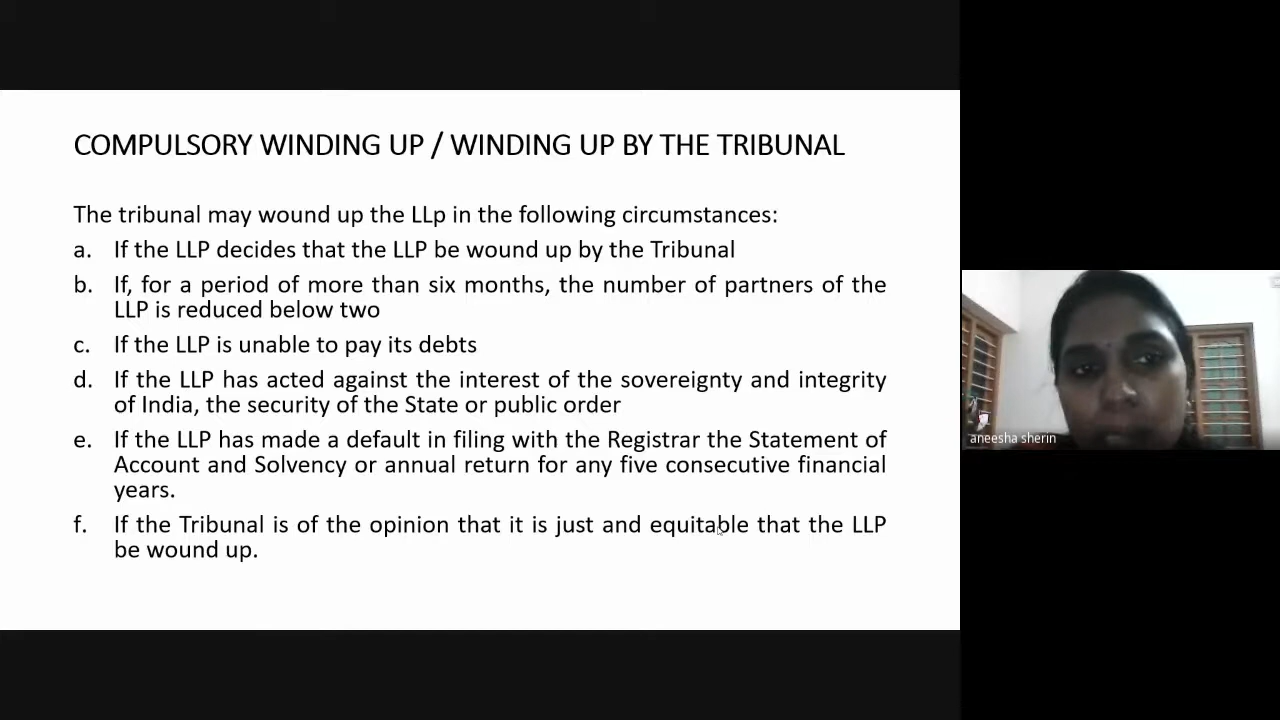 COMPULSORY WINDING UP / WINDING UP BY THE TRIBUNAL
The tribunal may wound up the LLp in the following circumstances:
a. If the LLP decides that the LLP be wound up by the Tribunal
b. If, for a period of more than six months, the number of partners of the
LLP is reduced below two
c. If the LLP is unable to pay its debts
d. If the LLP has acted against the interest of the sovereignty and integrity
of India, the security of the State or public order
e. If the LLP has made a default in filing with the Registrar the Statement of
Account and Solvency or annual return for any five consecutive financial
years.
f. If the Tribunal is of the opinion that it is just and equitable that the LLP
be wound up.
aneesha sherin